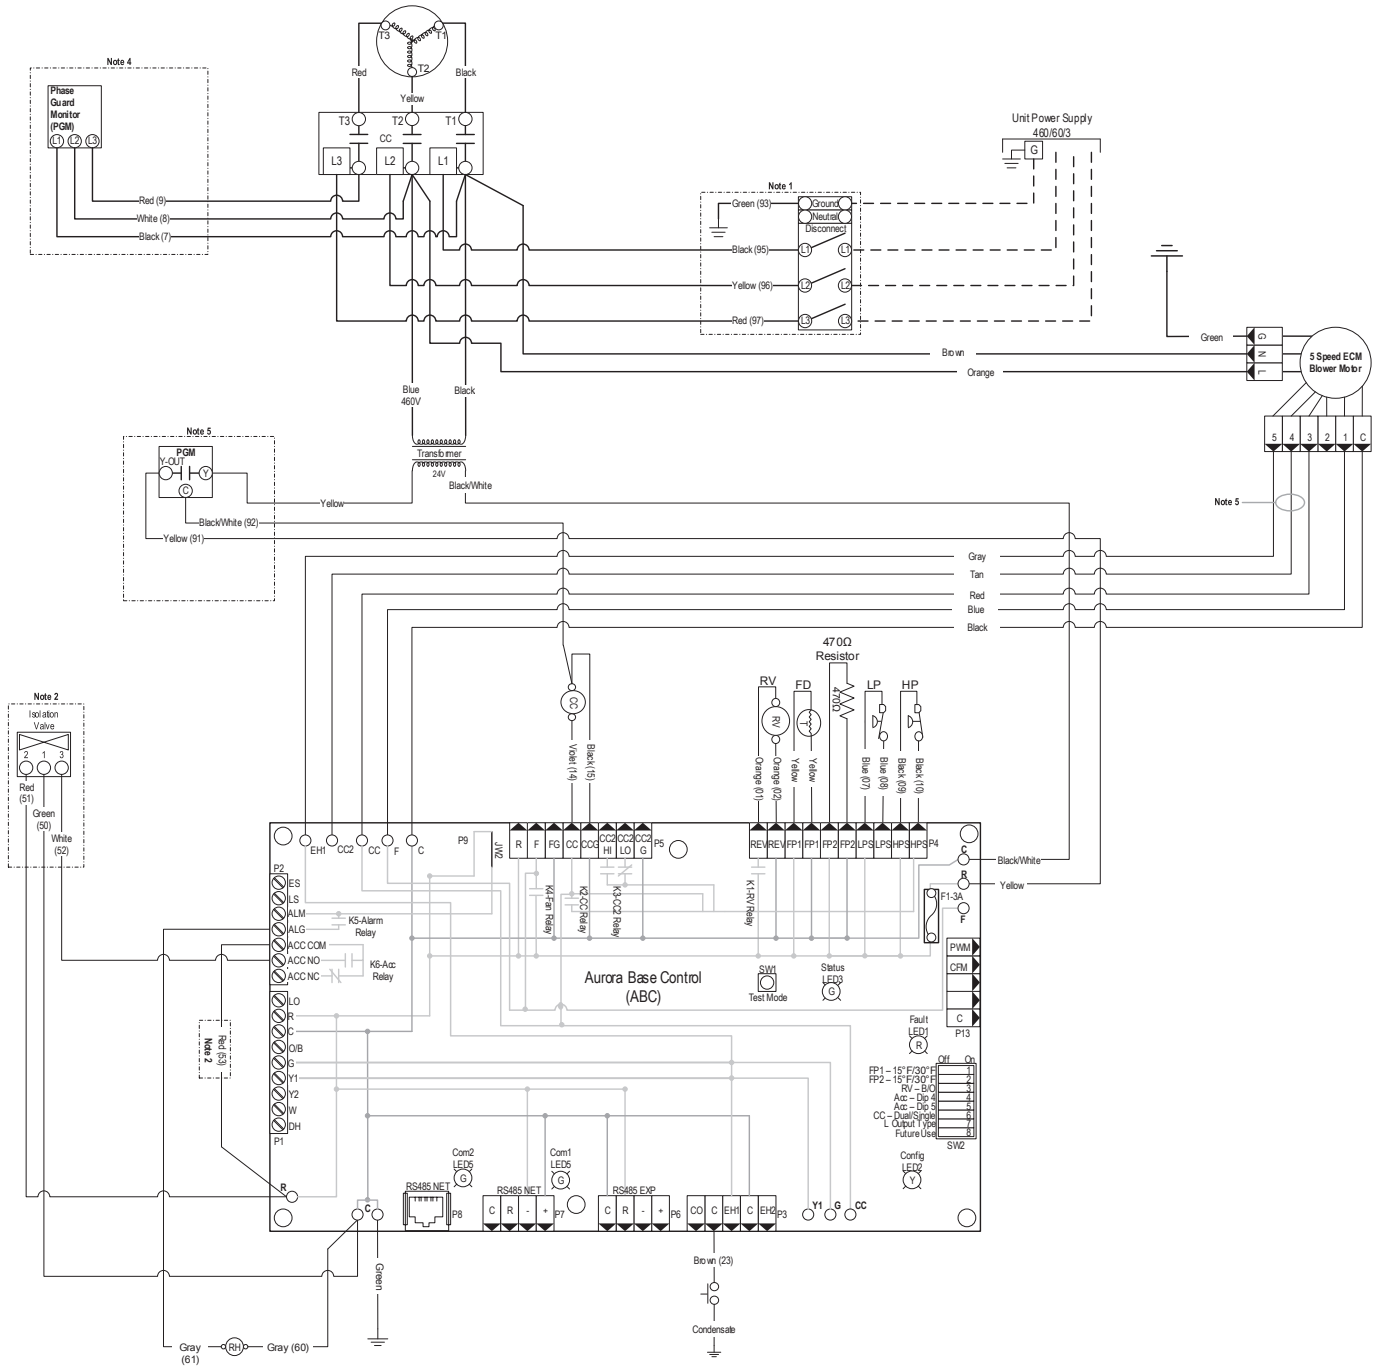 T3
T1
T2
Red
Yellow
Black
Note 4
Phase
Guard
Monitor
(PGM)
L1
L2
L3
T3
T2
T1
CC
L3
L2
L1
Red (9)
White (8)
Black (7)
Unit Power Supply
460/60/3
G
Note 1
Green (93)
Ground
Neutral
Disconnect
Black (95)
L1
L1
Yellow (96)
L2
L2
Red (97)
L3
L3
Green
Brown
Orange
G
N
L
5 Speed ECM
Blower Motor
5
4
3
2
1
C
Note 5
Blue
460V
Black
Transformer
24V
Black/White
Yellow
Note 5
PGM
Y-OUT
Y
C
Black/White (92)
Yellow (91)
Gray
Tan
Red
Blue
Black
470Ω
Resistor
470Ω
RV
FD
LP
HP
RV
T
CC
Violet (14)
Black (15)
Orange (01)
Orange (02)
Yellow
Yellow
Blue (07)
Blue (08)
Black (09)
Black (10)
Note 2
Isolation
Valve
2
1
3
Red
(51)
Green
(50)
White
(52)
EH1
CC2
CC
F
C
P9
JW2
R
F
FG
CC
CCG
CC2
HI
CC2
LO
CC2
G
P5
REV
REV
FP1
FP1
FP2
FP2
LPS
LPS
HPS
HPS
P4
C
Black/White
R
Yellow
F1-3A
F
P2
ES
LS
ALM
ALG
ACC COM
ACC NO
ACC NC
K5-Alarm
Relay
K6-Acc
Relay
K4-Fan Relay
K2-CC Relay
K3-CC2 Relay
K1-RV Relay
Aurora Base Control
(ABC)
SW1
Test Mode
Status
LED3
G
PWM
CFM
C
P13
Fault
LED1
R
LO
R
C
O/B
G
Y1
Y2
W
DH
P1
Red (53)
Note 2
Off
On
FP1 – 15°F/30°F
1
FP2 – 15°F/30°F
2
RV – B/O
3
Acc – Dip 4
4
Acc – Dip 5
5
CC – Dual/Single
6
L Output Type
7
Future Use
8
SW2
Config
LED2
Y
Com2
LED5
G
Com1
LED5
G
R
C
RS485 NET
P8
RS485 NET
C
R
-
+
P7
RS485 EXP
C
R
-
+
P6
CO
C
EH1
C
EH2
P3
Y1
G
CC
Green
Brown (23)
Condensate
Gray
(61)
RH
Gray (60)